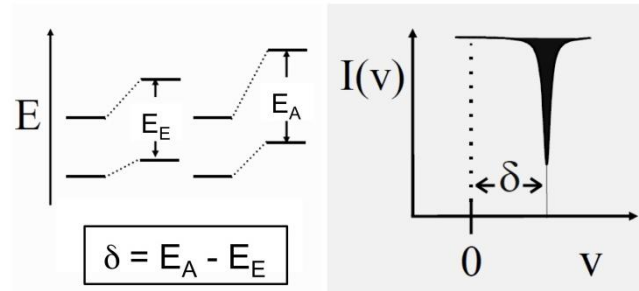 E
E_E
E_A
δ = E_A - E_E
I(v)
δ
0
v